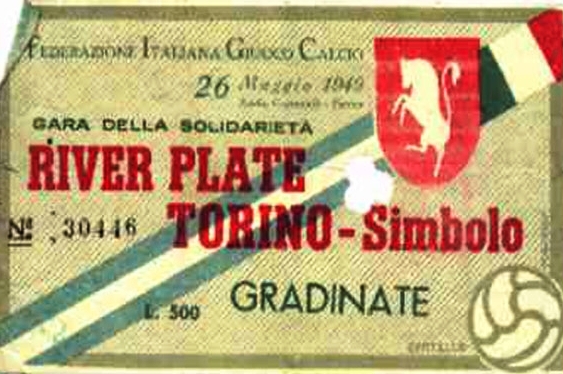 FEDERAZIONE ITALIANA GIUOCO CALCIO
26 Maggio 1949
GARA DELLA SOLIDARIETÀ
RIVER PLATE
Nº 30446
TORINO - Simbolo
GRADINATE
L. 500